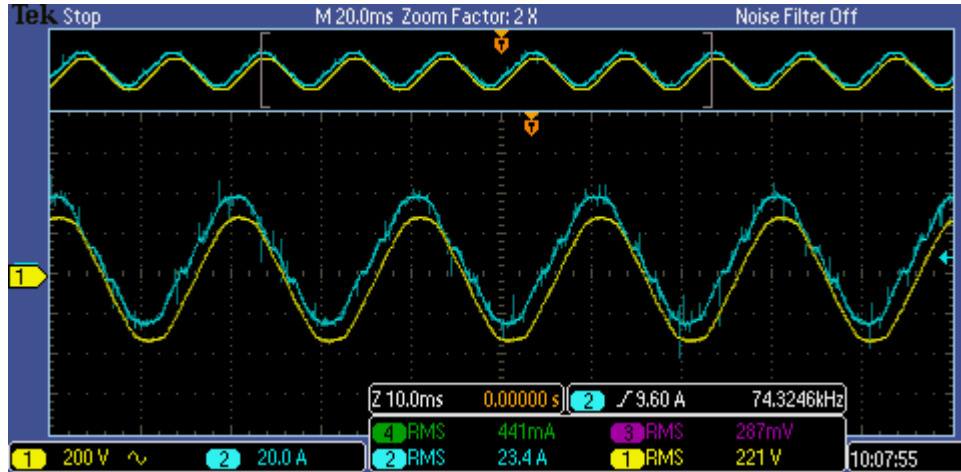 Tek Stop M 20.0ms Zoom Factor: 2 X Noise Filter Off
T
T
1
Z 10.0ms 0.00000 s 2 9.60 A 74.3246kHz
4 RMS 441mA 3 RMS 287mV
1 200 V 2 20.0 A 2 RMS 23.4 A 1 RMS 221 V 10:07:55